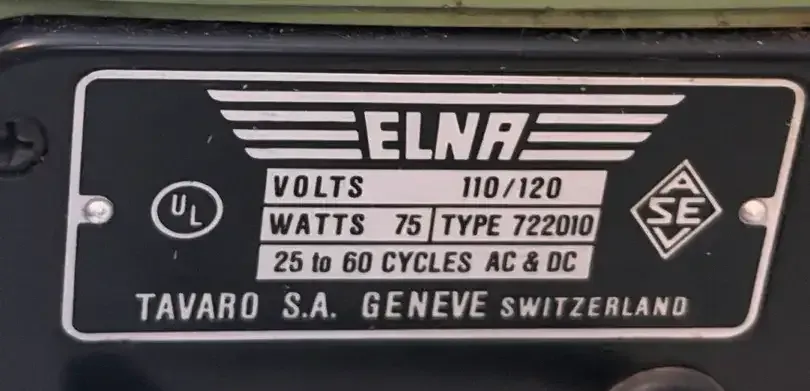 ELNA
VOLTS 110/120
UL
WATTS 75 TYPE 722010
ASEV
25 to 60 CYCLES AC & DC
TAVARO S.A. GENEVE SWITZERLAND